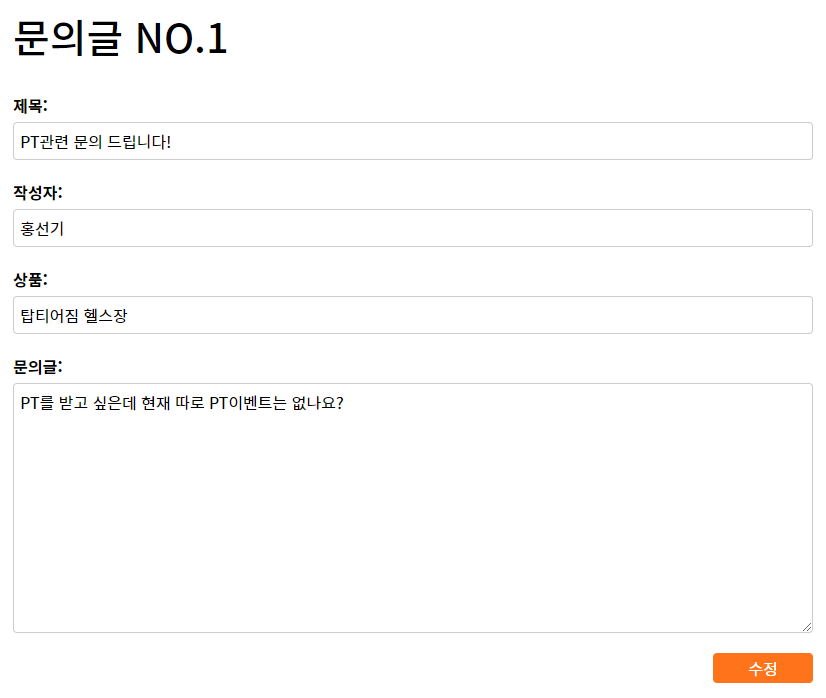 문의글 NO.1
제목:
PT관련 문의 드립니다!
작성자:
홍선기
상품:
탑티어짐 헬스장
문의글:
PT를 받고 싶은데 현재 따로 PT이벤트는 없나요?
수정